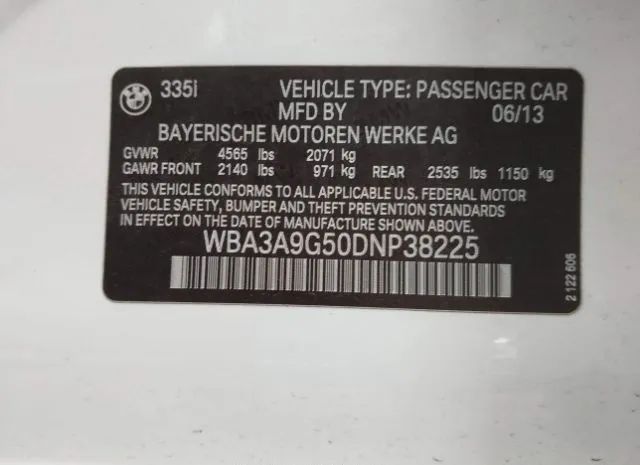 335i VEHICLE TYPE: PASSENGER CAR
MFD BY 06/13
BAYERISCHE MOTOREN WERKE AG
GVWR 4565 lbs 2071 kg
GAWR FRONT 2140 lbs 971 kg REAR 2535 lbs 1150 kg
THIS VEHICLE CONFORMS TO ALL APPLICABLE U.S. FEDERAL MOTOR
VEHICLE SAFETY, BUMPER AND THEFT PREVENTION STANDARDS
IN EFFECT ON THE DATE OF MANUFACTURE SHOWN ABOVE.
WBA3A9G50DNP38225
2 122 606